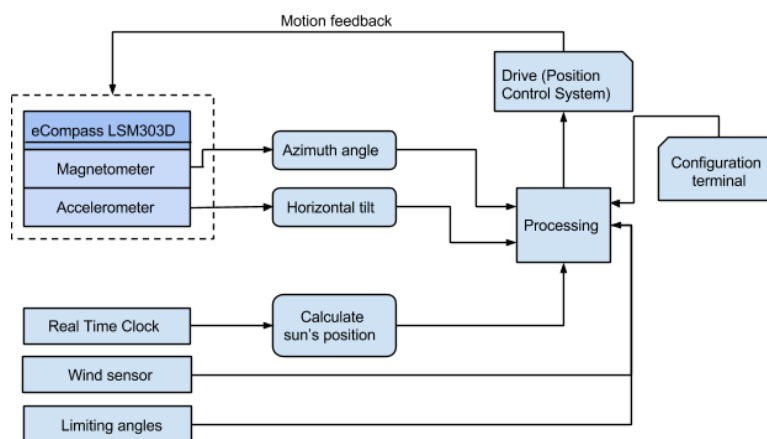 Motion feedback
Drive (Position
Control System)
eCompass LSM303D
Magnetometer
Accelerometer
Azimuth angle
Horizontal tilt
Processing
Configuration
terminal
Real Time Clock
Calculate
sun's position
Wind sensor
Limiting angles